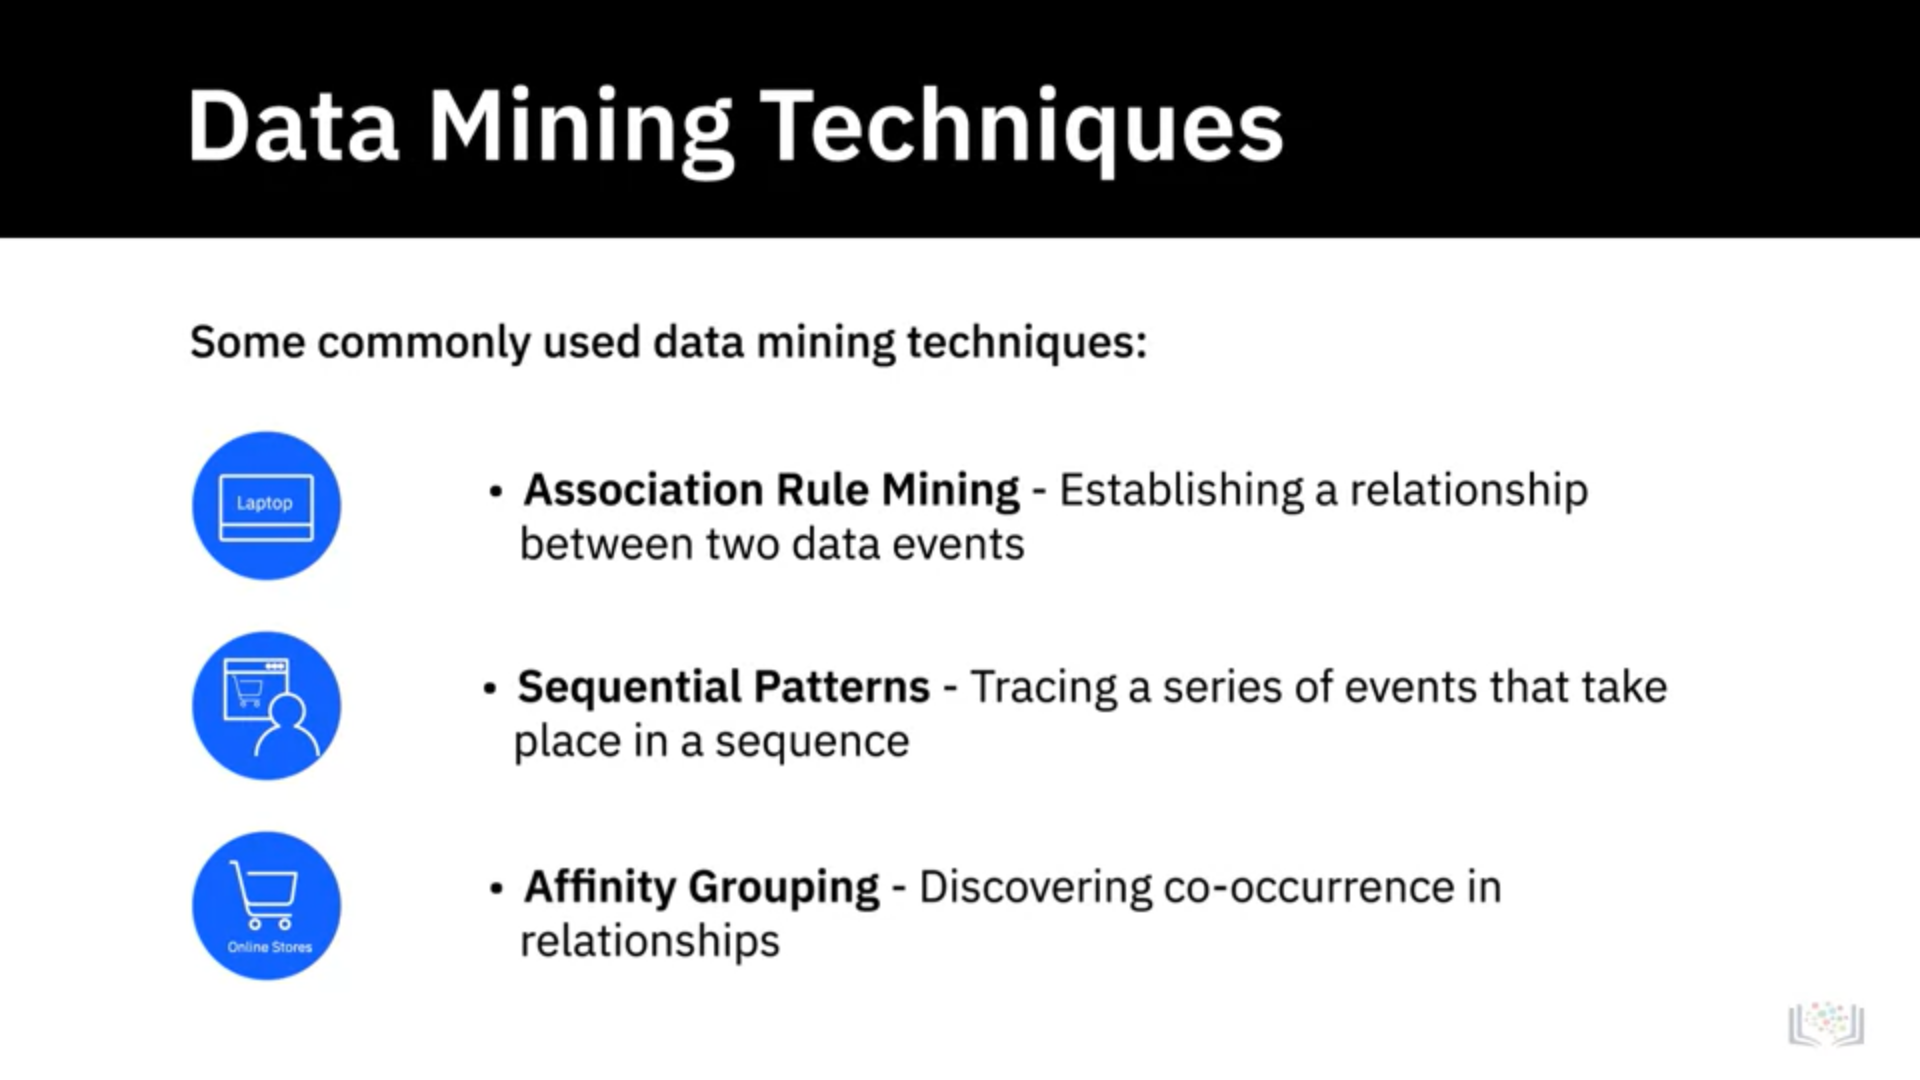 Data Mining Techniques
Some commonly used data mining techniques:
Laptop
• Association Rule Mining - Establishing a relationship
between two data events
• Sequential Patterns - Tracing a series of events that take
place in a sequence
• Affinity Grouping - Discovering co-occurrence in
relationships
Online Stores